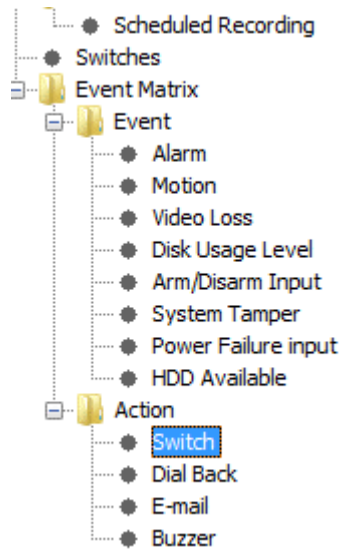 Scheduled Recording
Switches
Event Matrix
Event
Alarm
Motion
Video Loss
Disk Usage Level
Arm/Disarm Input
System Tamper
Power Failure input
HDD Available
Action
Switch
Dial Back
E-mail
Buzzer